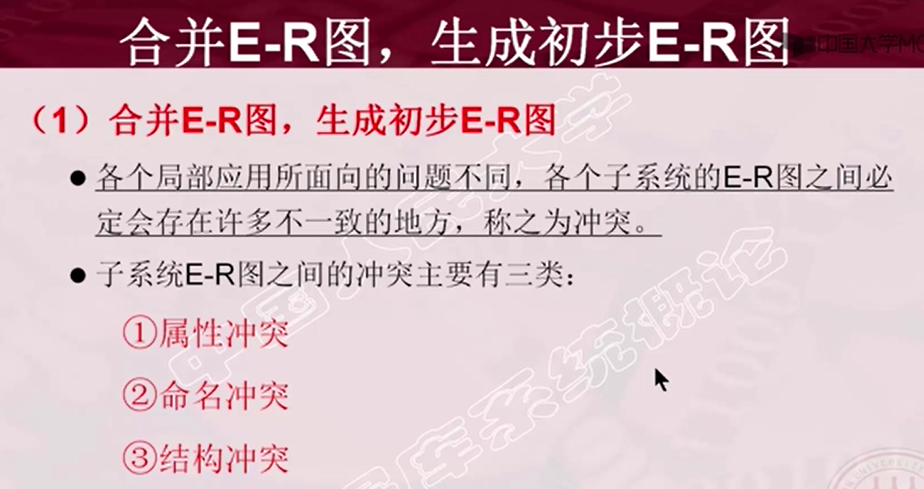 合并E-R图，生成初步E-R图
中国大学MO
（1）合并E-R图，生成初步E-R图
●各个局部应用所面向的问题不同，各个子系统的E-R图之间必
定会存在许多不一致的地方，称之为冲突。
●子系统E-R图之间的冲突主要有三类：
①属性冲突
②命名冲突
③结构冲突
中国人民大学
据库系统概论